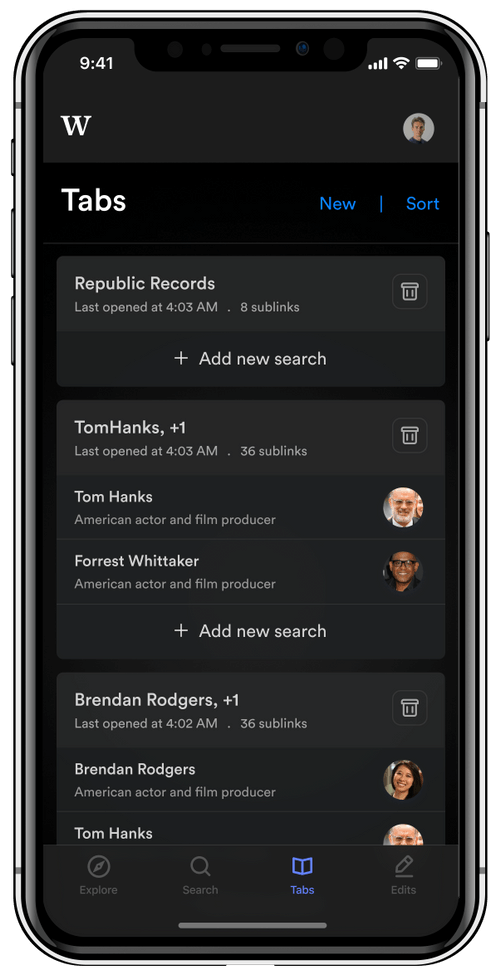 9:41
W
Tabs
New | Sort
Republic Records
Last opened at 4:03 AM . 8 sublinks
+ Add new search
TomHanks, +1
Last opened at 4:03 AM . 36 sublinks
Tom Hanks
American actor and film producer
Forrest Whittaker
American actor and film producer
+ Add new search
Brendan Rodgers, +1
Last opened at 4:02 AM . 36 sublinks
Brendan Rodgers
American actor and film producer
Tom Hanks
Explore Search Tabs Edits